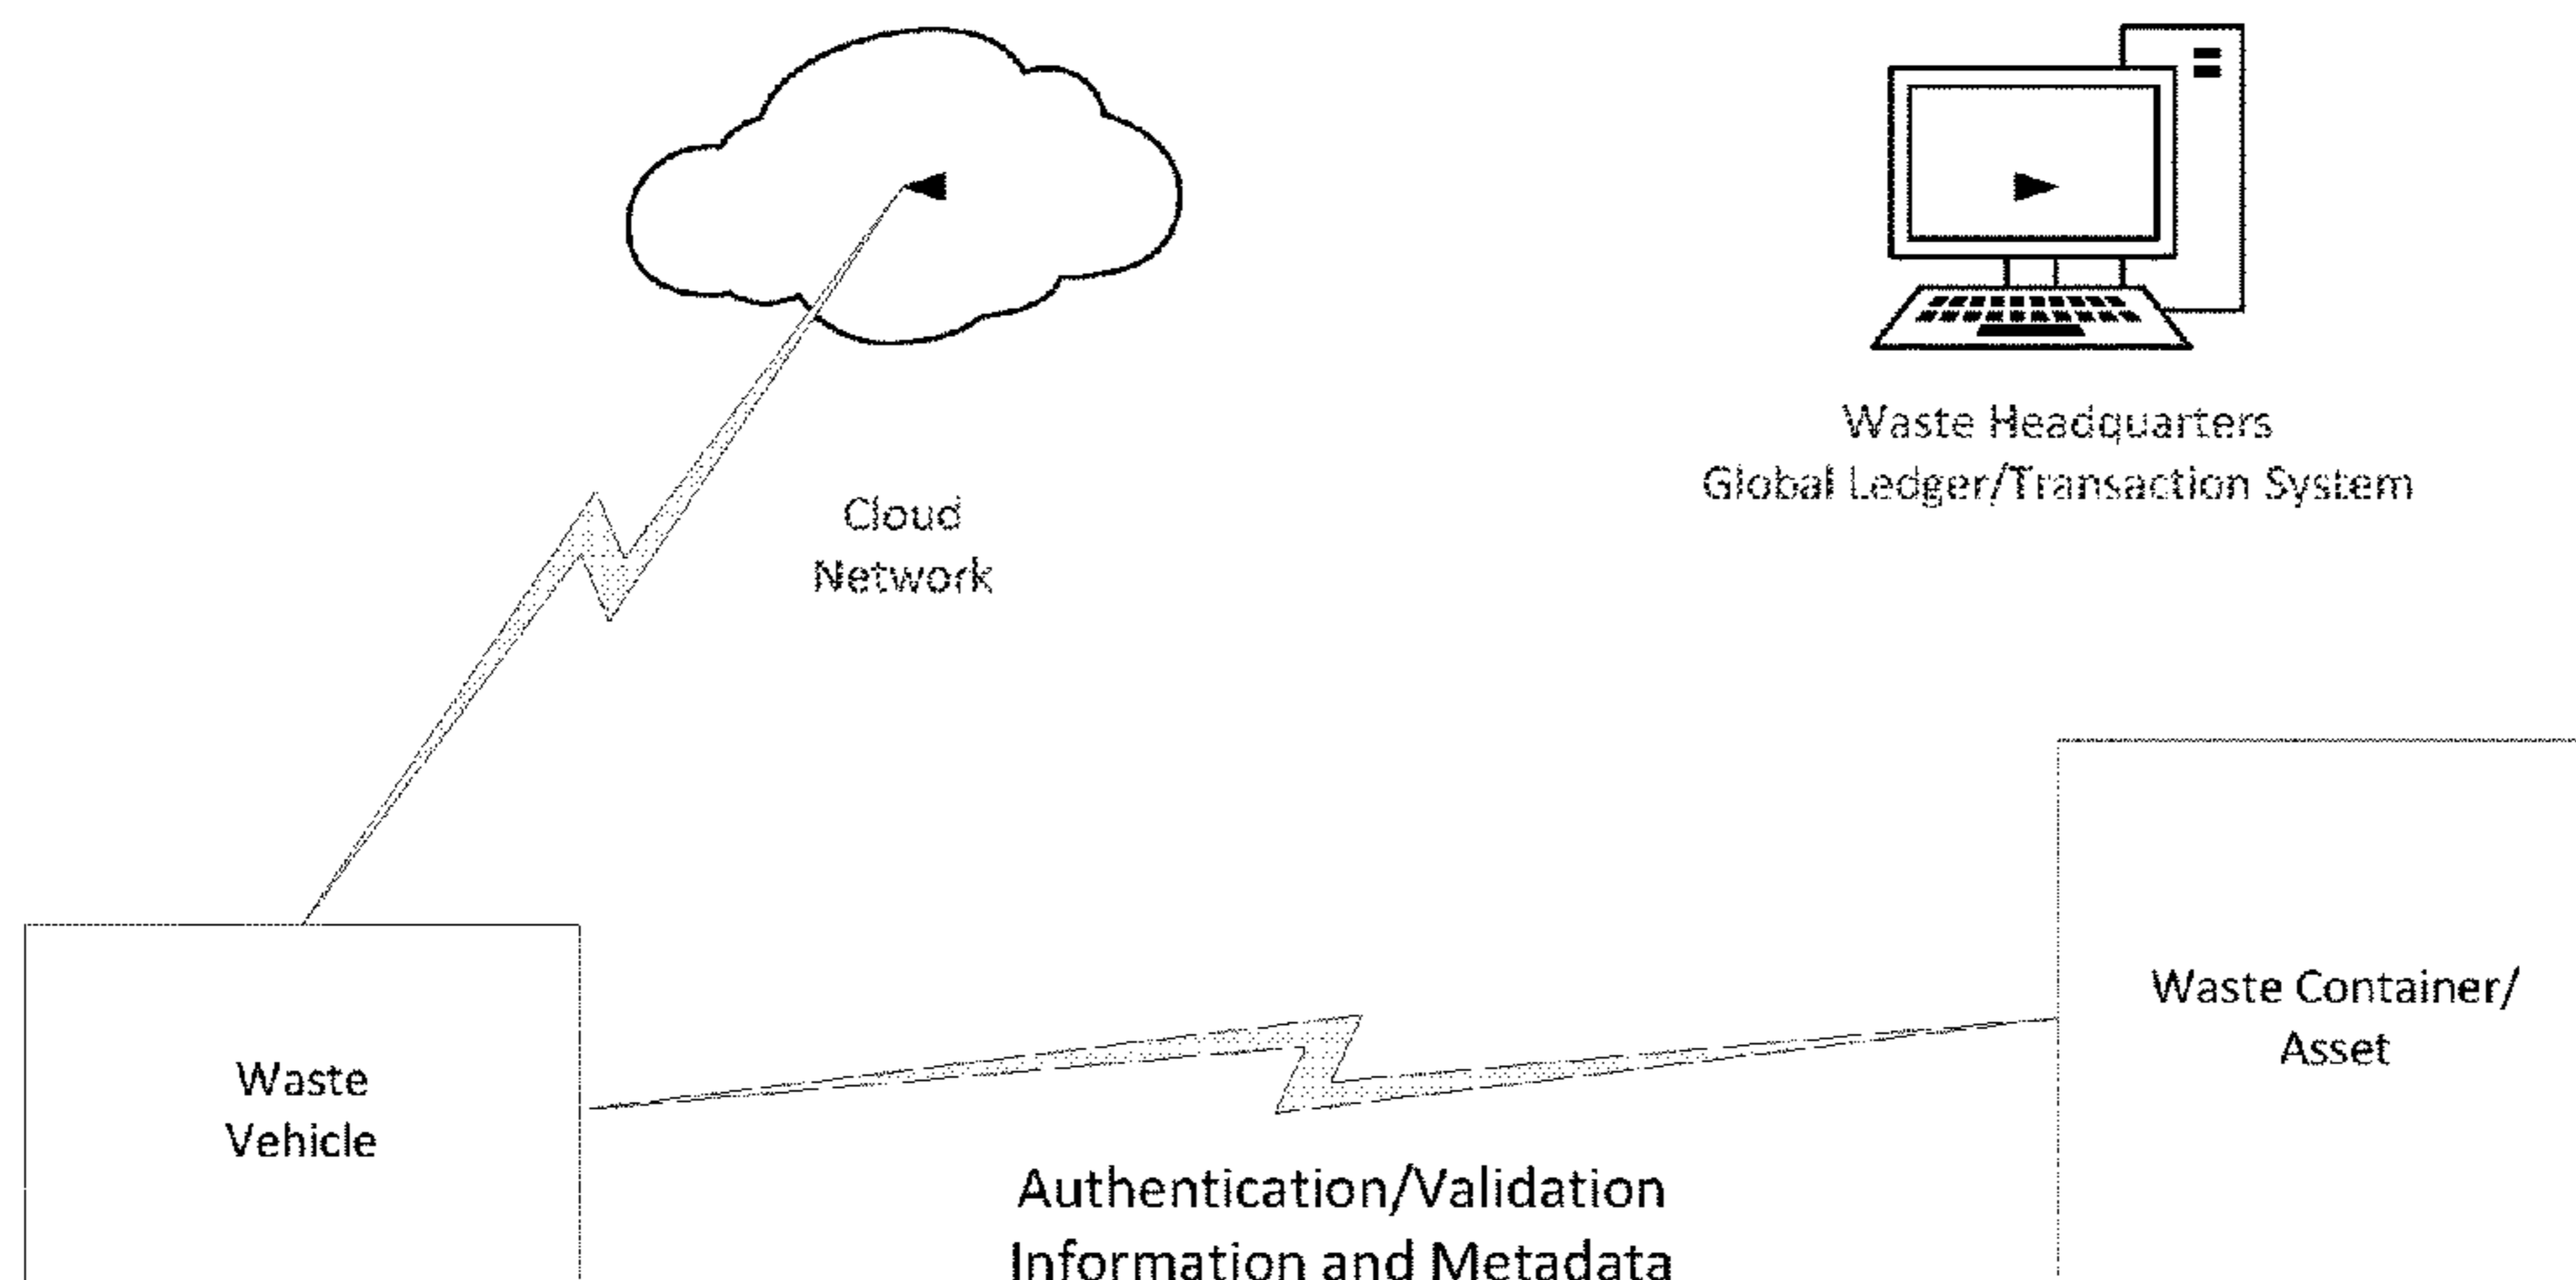 Waste Headquarters
Global Ledger/Transaction System
Cloud
Network
Waste Container/
Asset
Waste
Vehicle
Authentication/Validation
Information and Metadata